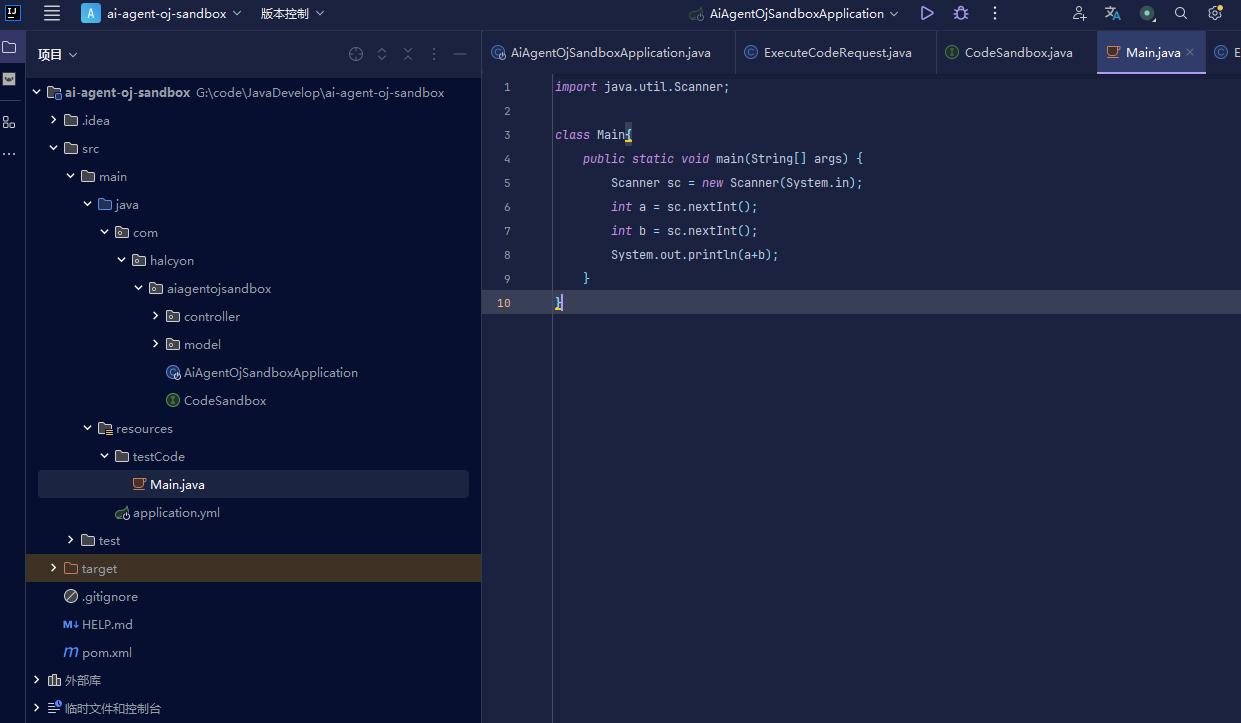 ai-agent-oj-sandbox 版本控制 AiAgentOjSandboxApplication
项目
AiAgentOjSandboxApplication.java ExecuteCodeRequest.java CodeSandbox.java Main.java E
ai-agent-oj-sandbox G:\code\JavaDevelop\ai-agent-oj-sandbox
.idea
src
main
java
com
halcyon
aiagentojsandbox
controller
model
AiAgentOjSandboxApplication
CodeSandbox
resources
testCode
Main.java
application.yml
test
target
.gitignore
HELP.md
pom.xml
外部库
临时文件和控制台
1 import java.util.Scanner;
2
3 class Main{
4 public static void main(String[] args) {
5 Scanner sc = new Scanner(System.in);
6 int a = sc.nextInt();
7 int b = sc.nextInt();
8 System.out.println(a+b);
9 }
10 }